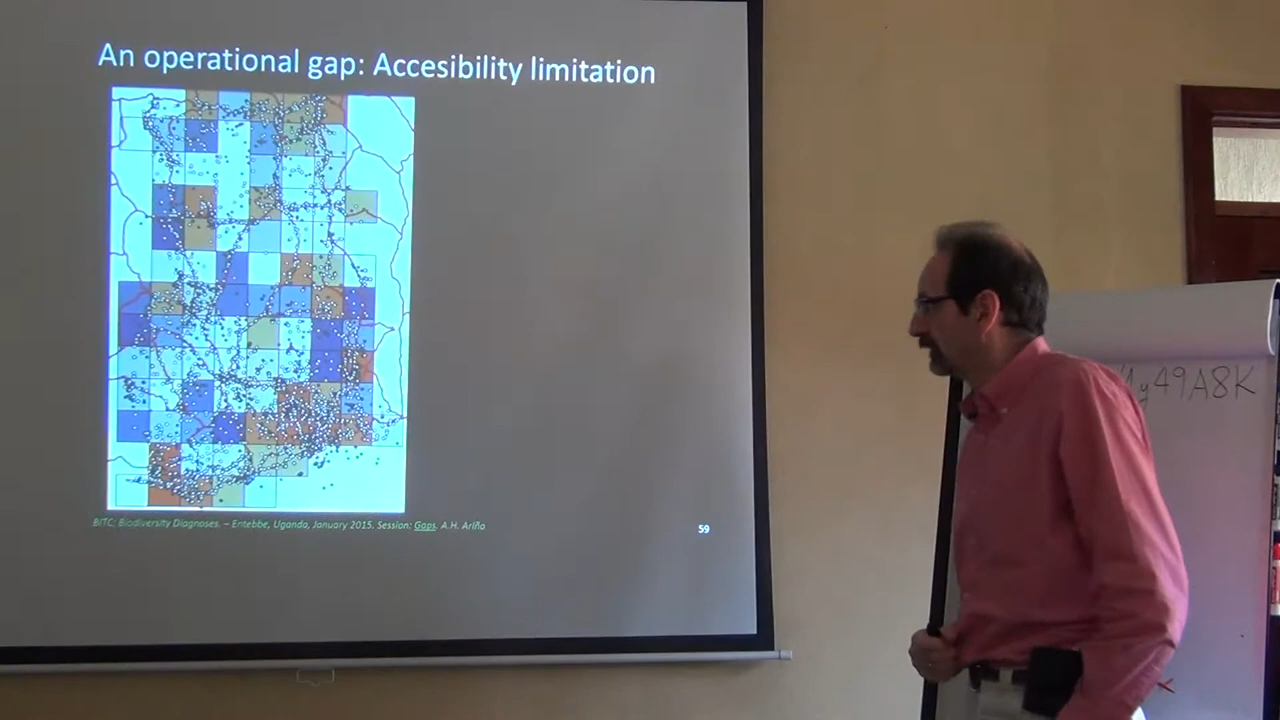 An operational gap: Accesibility limitation
BITC: Biodiversity Diagnoses. – Entebbe, Uganda, January 2015. Session: Gaps. A.H. Ariño
59
y49A8K